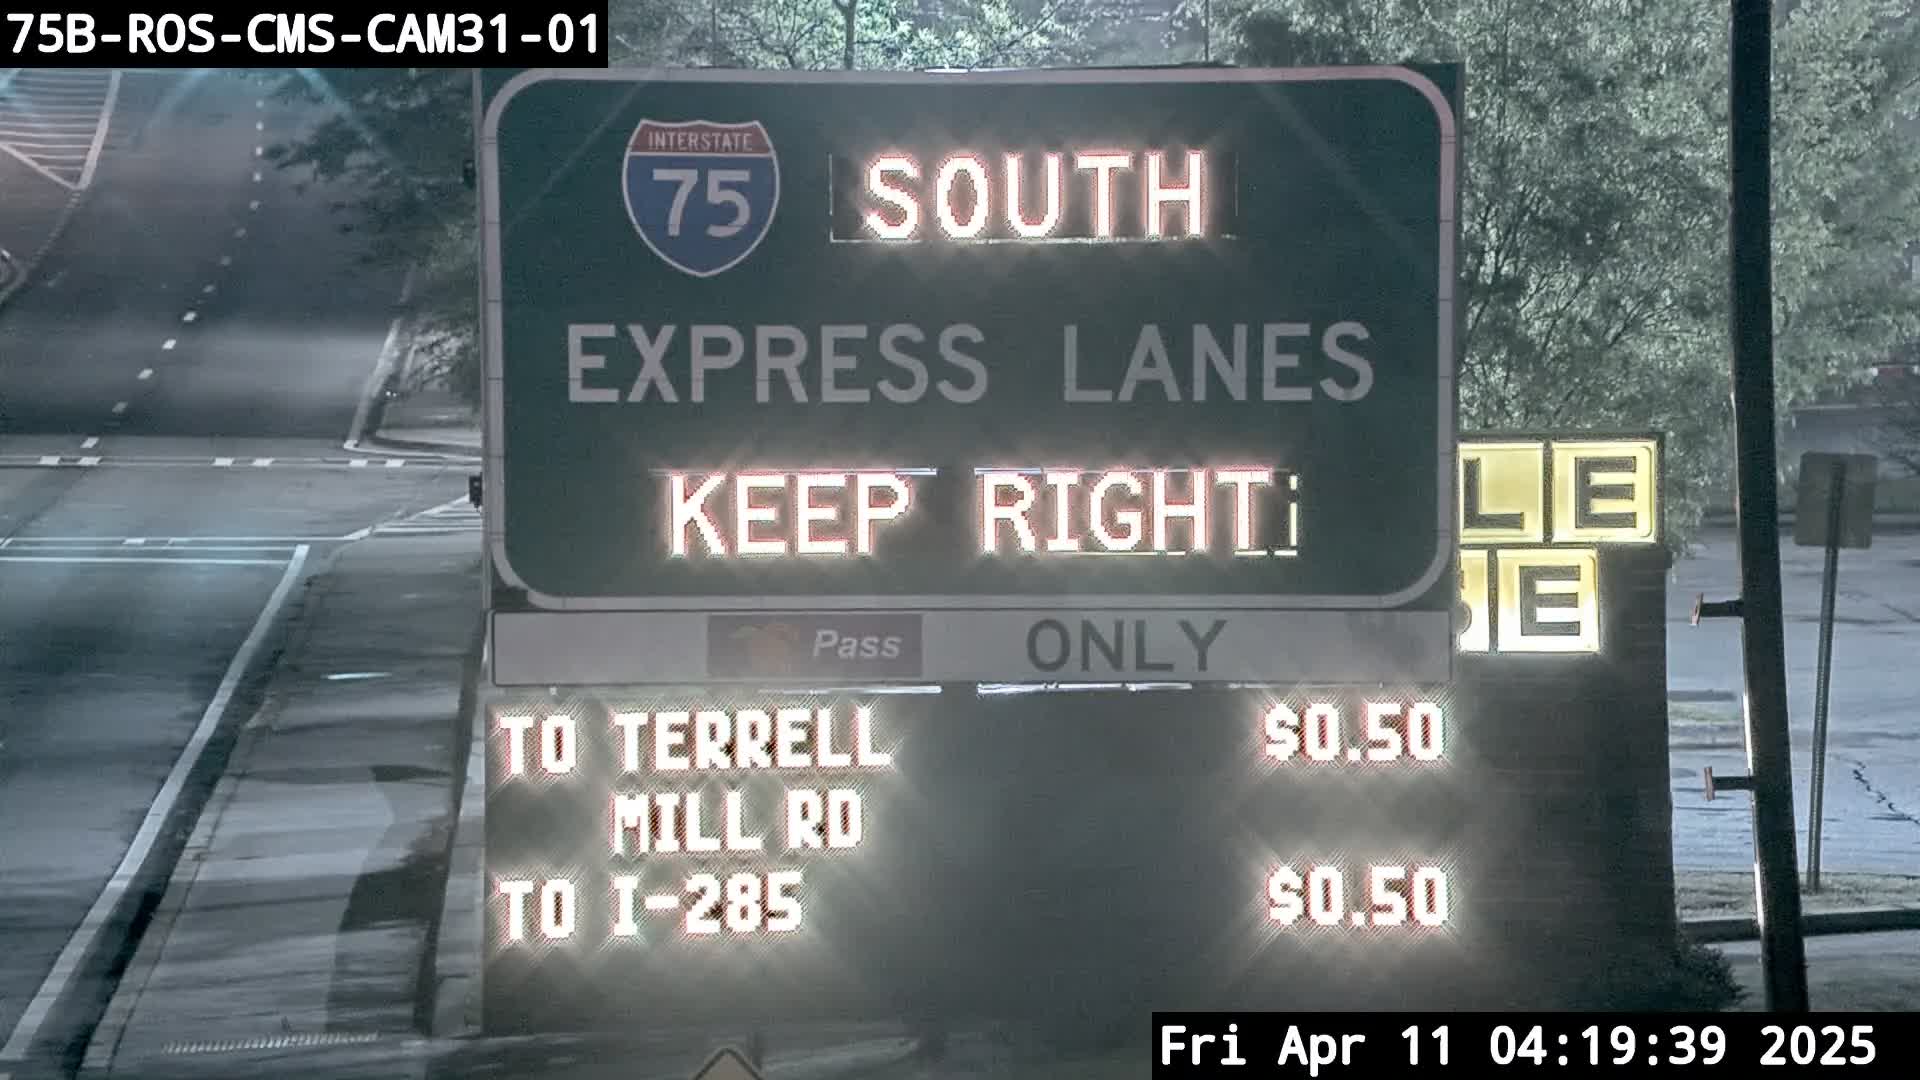 75B-ROS-CMS-CAM31-01
INTERSTATE
75
SOUTH
EXPRESS LANES
KEEP RIGHT
Pass ONLY
LE
E
TO TERRELL $0.50
MILL RD
TO I-285 $0.50
Fri Apr 11 04:19:39 2025